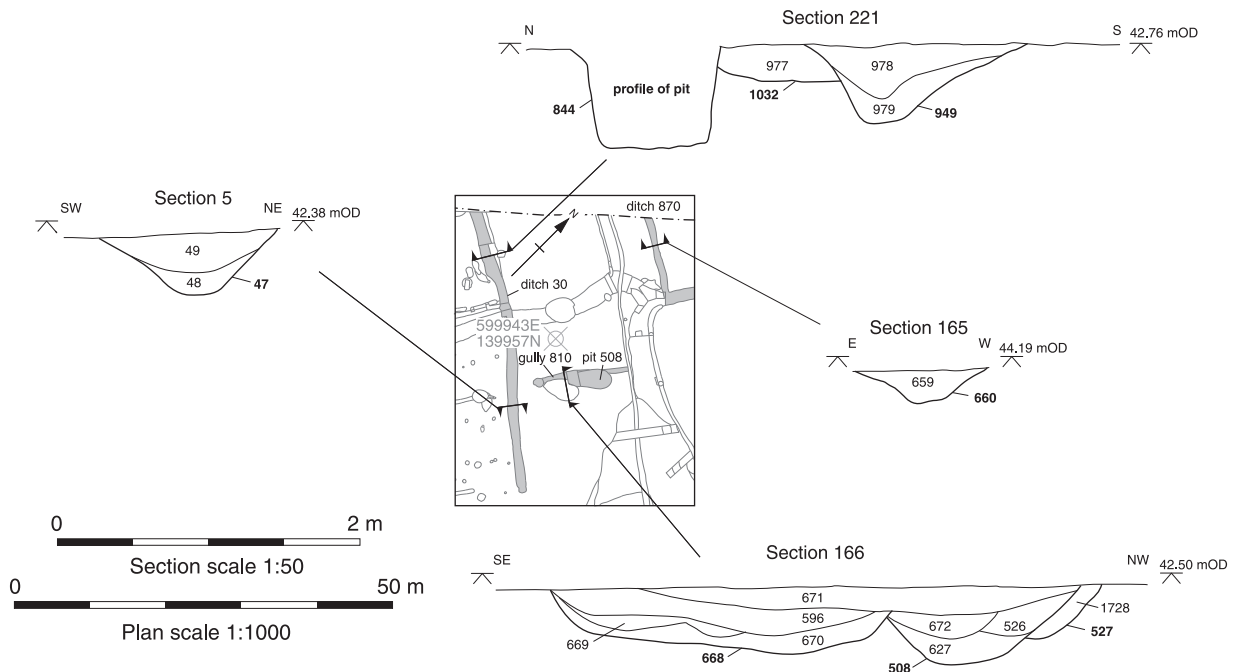 Section 221
N
S
42.76 mOD
977
978
profile of pit
1032
844
979
949
Section 5
SW
NE
42.38 mOD
49
48
47
ditch 870
N
ditch 30
599943E
139957N
gully 810
pit 508
Section 165
E
W
44.19 mOD
659
660
0
2 m
Section scale 1:50
0
50 m
Plan scale 1:1000
Section 166
SE
NW
42.50 mOD
671
596
1728
672
526
669
670
527
627
668
508